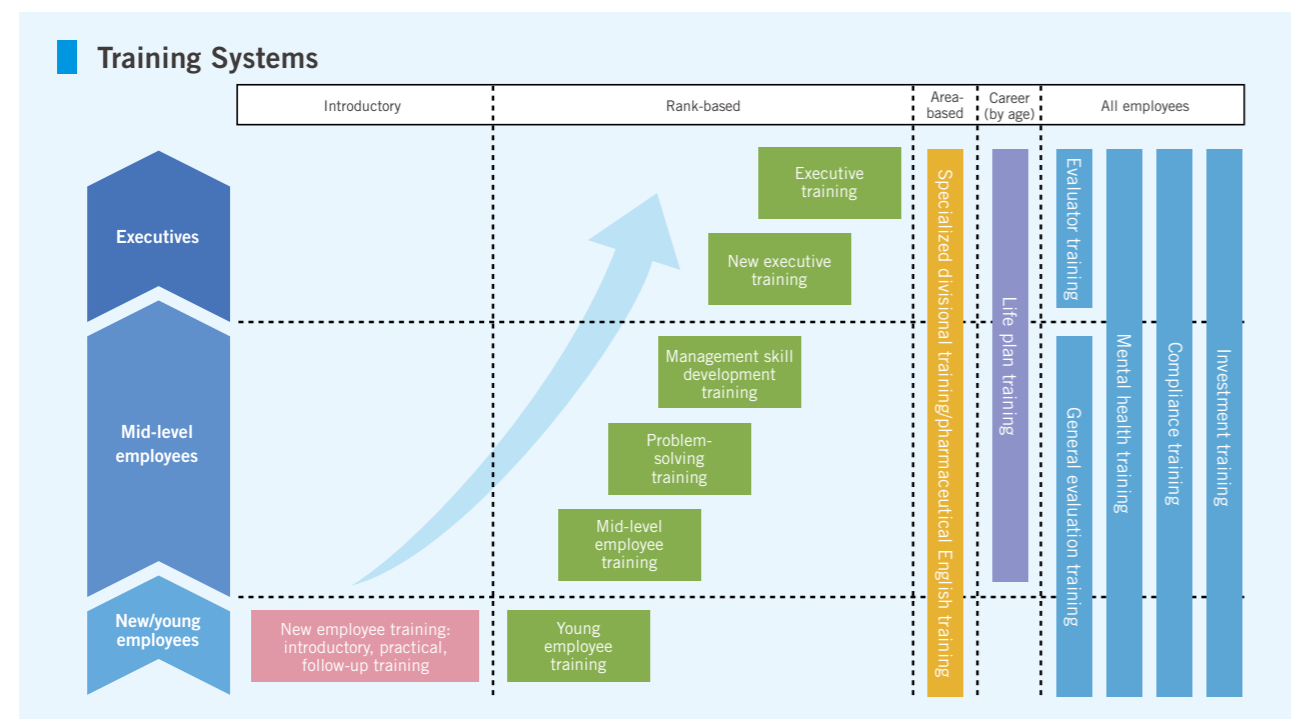 Training Systems
Introductory
Rank-based
Area-
based
Career
(by age)
All employees
Executives
Executive
training
New executive
training
Mid-level
employees
Management skill
development
training
Problem-
solving
training
Mid-level
employee
training
New/young
employees
New employee training:
introductory, practical,
follow-up training
Young
employee
training
Specialized divisional training/pharmaceutical English training
Life plan training
Evaluator training
General evaluation training
Mental health training
Compliance training
Investment training